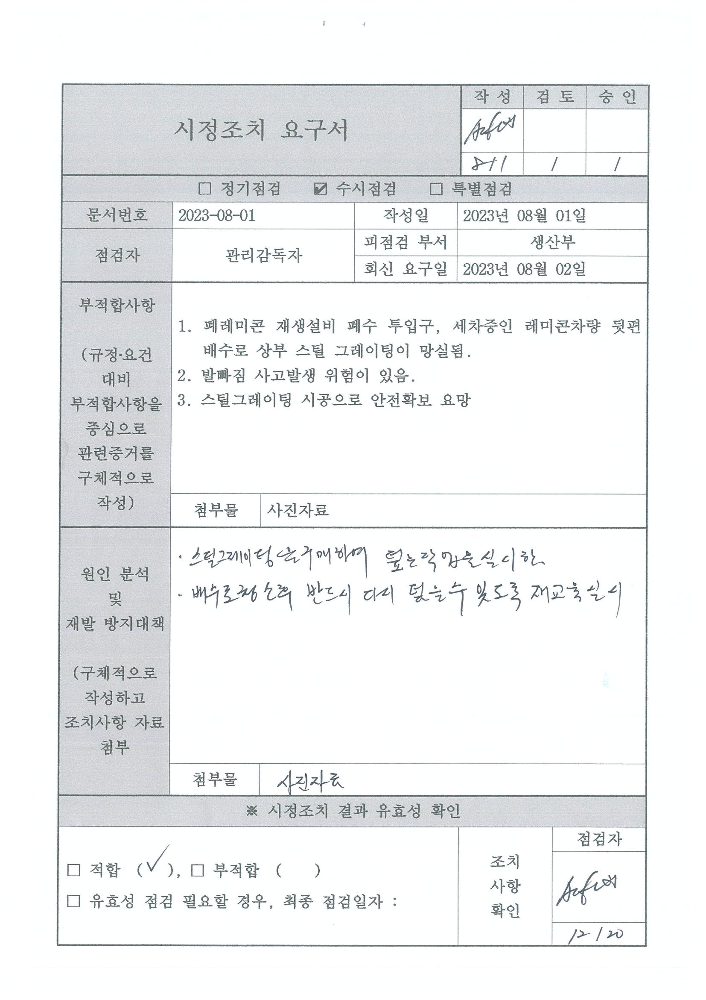 작 성 검 토 승 인
시정조치 요구서
8/1 / /
□ 정기점검 ☑ 수시점검 □ 특별점검
문서번호 2023-08-01 작성일 2023년 08월 01일
점검자 관리감독자 피점검 부서 생산부
회신 요구일 2023년 08월 02일
부적합사항
(규정·요건
대비
부적합사항을
중심으로
관련증거를
구체적으로
작성)
1. 폐레미콘 재생설비 폐수 투입구, 세차중인 레미콘차량 뒷편
배수로 상부 스틸 그레이팅이 망실됨.
2. 발빠짐 사고발생 위험이 있음.
3. 스틸그레이팅 시공으로 안전확보 요망
첨부물 사진자료
원인 분석
및
재발 방지대책
(구체적으로
작성하고
조치사항 자료
첨부
· 스틸그레이팅을 구매하여 덮는작업을 실시함.
· 배수로청소후 반드시 다시 덮을수 있도록 재교육실시
첨부물 사진자료
※ 시정조치 결과 유효성 확인
□ 적합 (✓), □ 부적합 ( )
□ 유효성 점검 필요할 경우, 최종 점검일자 :
조치
사항
확인
점검자
12/20